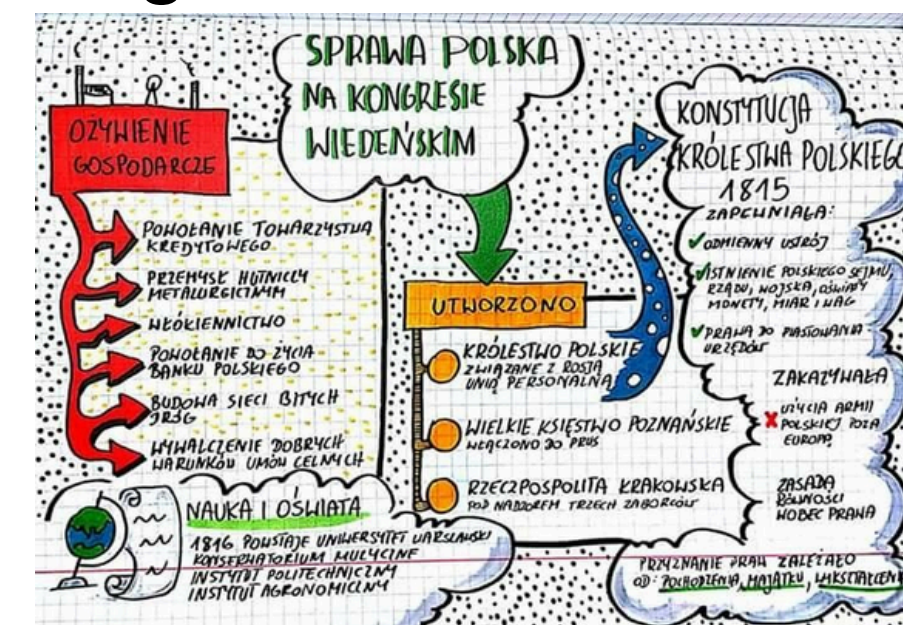 SPRAWA POLSKA
NA KONGRESIE
WIEDEŃSKIM
OŻYWIENIE
GOSPODARCZE
POWOŁANIE TOWARZYSTWA
KREDYTOWEGO
PRZEMYSŁ HUTNICZY
METALURGICZNYM
WŁÓKIENNICTWO
POWOŁANIE DO ŻYCIA
BANKU POLSKIEGO
BUDOWA SIECI BITYCH
DRÓG
WYWALCZENIE DOBRYCH
WARUNKÓW UMÓW CELNYCH
NAUKA I OŚWIATA
1816 POWSTAJE UNIWERSYTET WARSZAWSKI
KONSERWATORIUM MUZYCZNE
INSTYTUT POLITECHNICZNY
INSTYTUT AGRONOMICZNY
UTWORZONO
KRÓLESTWO POLSKIE
ZWIĄZANE Z ROSJĄ
UNIĄ PERSONALNĄ
WIELKIE KSIĘSTWO POZNAŃSKIE
WŁĄCZONO DO PRUS
RZECZPOSPOLITA KRAKOWSKA
POD NADZOREM TRZECH ZABORCÓW
KONSTYTUCJA
KRÓLESTWA POLSKIEGO
1815
ZAPEWNIAŁA:
ODMIENNY USTRÓJ
ISTNIENIE POLSKIEGO SEJMU,
RZĄDU, WOJSKA, OŚWIATY
MONETY, MIAR I WAG
PRAWA DO PIASTOWANIA
URZĘDÓW
ZAKAZYWAŁA
UŻYCIA ARMII
POLSKIEJ POZA
EUROPĄ
ZASADA
RÓWNOŚCI
WOBEC PRAWA
PRZYZNANIE PRAW ZALEŻAŁO
OD: POCHODZENIA, MAJĄTKU, WYKSZTAŁCEN